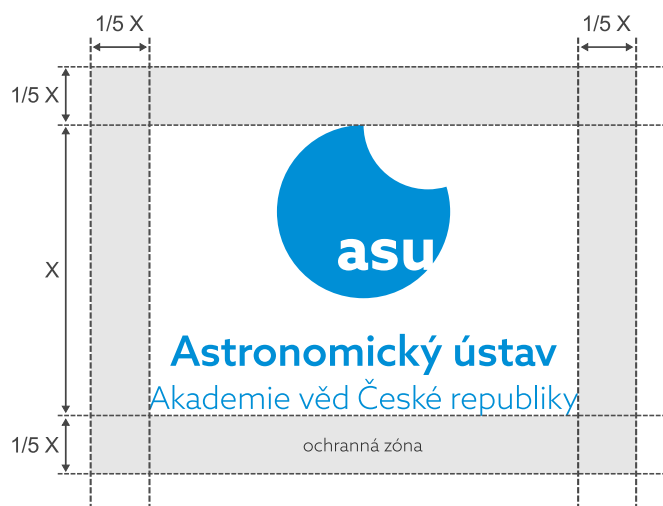 1/5 X 1/5 X
1/5 X
X
asu
Astronomický ústav
Akademie věd České republiky
1/5 X
ochranná zóna